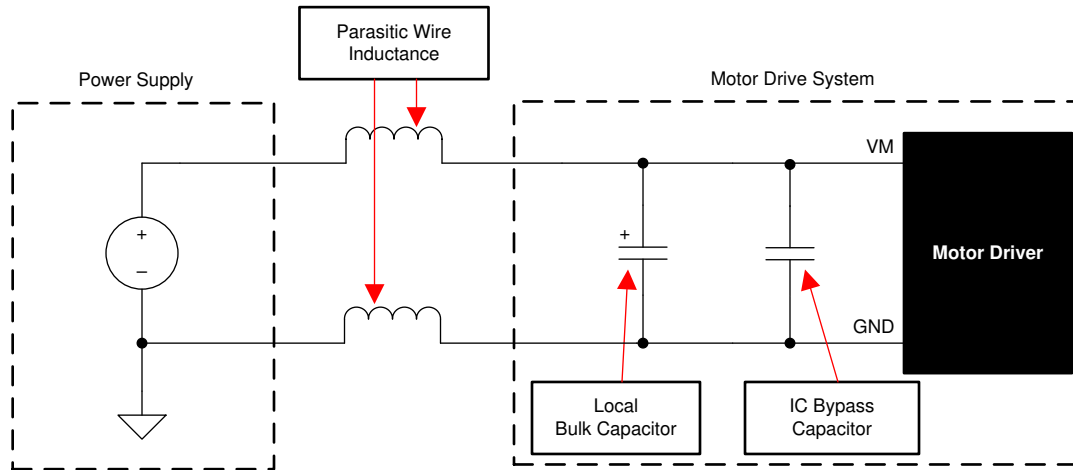 Parasitic Wire
Inductance
Power Supply
Motor Drive System
VM
+
–
+
Motor Driver
GND
Local
Bulk Capacitor
IC Bypass
Capacitor